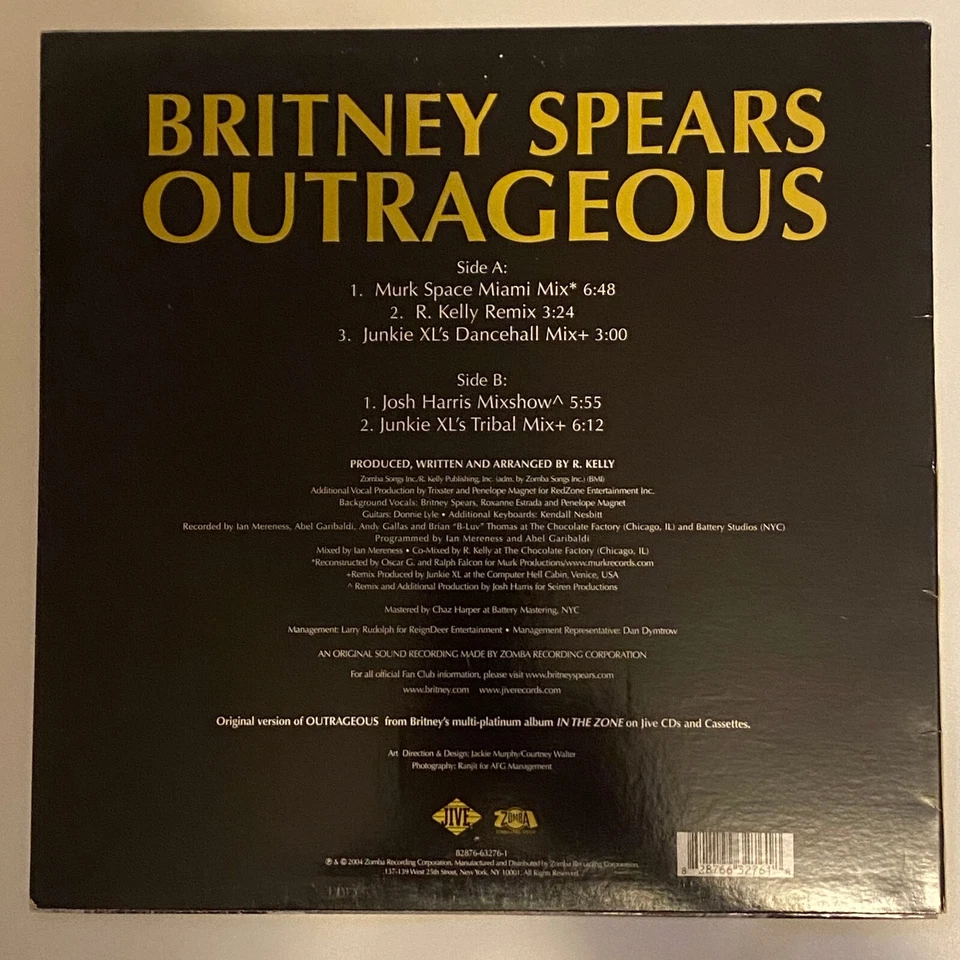 BRITNEY SPEARS
OUTRAGEOUS
Side A:
1. Murk Space Miami Mix* 6:48
2. R. Kelly Remix 3:24
3. Junkie XL's Dancehall Mix+ 3:00
Side B:
1. Josh Harris Mixshow^ 5:55
2. Junkie XL's Tribal Mix+ 6:12
PRODUCED, WRITTEN AND ARRANGED BY R. KELLY
Zomba Songs Inc./R. Kelly Publishing, Inc. (adm. by Zomba Songs Inc.) (BMI)
Additional Vocal Production by Trixster and Penelope Magnet for RedZone Entertainment Inc.
Background Vocals: Britney Spears, Roxanne Estrada and Penelope Magnet
Guitars: Donnie Lyle • Additional Keyboards: Kendall Nesbitt
Recorded by Ian Mereness, Abel Garibaldi, Andy Gallas and Brian "B-Luv" Thomas at The Chocolate Factory (Chicago, IL) and Battery Studios (NYC)
Programmed by Ian Mereness and Abel Garibaldi
Mixed by Ian Mereness • Co-Mixed by R. Kelly at The Chocolate Factory (Chicago, IL)
*Reconstructed by Oscar G. and Ralph Falcon for Murk Productions/www.murkrecords.com
+Remix Produced by Junkie XL at the Computer Hell Cabin, Venice, USA
^ Remix and Additional Production by Josh Harris for Seiren Productions
Mastered by Chaz Harper at Battery Mastering, NYC
Management: Larry Rudolph for ReignDeer Entertainment • Management Representative: Dan Dymtrow
AN ORIGINAL SOUND RECORDING MADE BY ZOMBA RECORDING CORPORATION
For all official Fan Club information, please visit www.britneyspears.com
www.britney.com www.jiverecords.com
Original version of OUTRAGEOUS from Britney's multi-platinum album IN THE ZONE on Jive CDs and Cassettes.
Art Direction & Design: Jackie Murphy/Courtney Walter
Photography: Ranjit for AFG Management
JIVE ZOMBA
82876-63276-1
℗ & © 2004 Zomba Recording Corporation. Manufactured and Distributed by Zomba Recording Corporation,
137-139 West 25th Street, New York, NY 10001. All Rights Reserved.